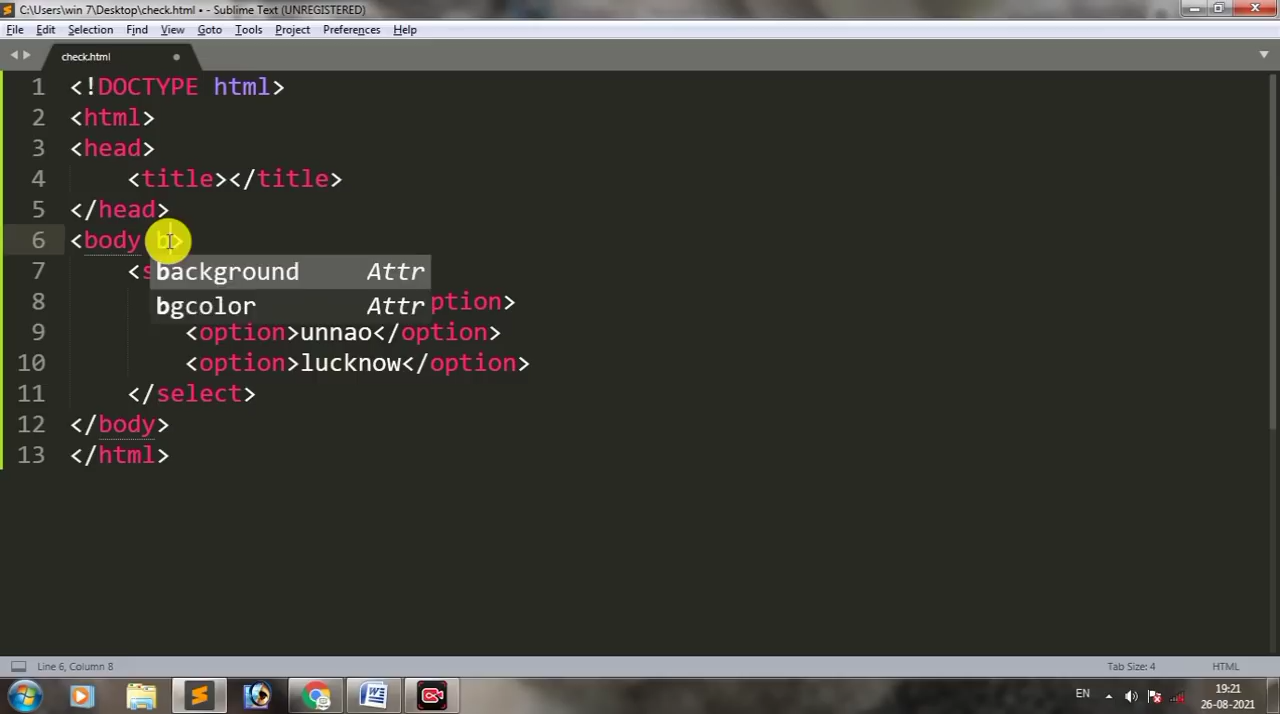 C:\Users\win 7\Desktop\check.html • - Sublime Text (UNREGISTERED)
File Edit Selection Find View Goto Tools Project Preferences Help
check.html
1 <!DOCTYPE html>
2 <html>
3 <head>
4 <title></title>
5 </head>
6 <body b>
7 <s
background Attr
8 ption>
bgcolor Attr
9 <option>unnao</option>
10 <option>lucknow</option>
11 </select>
12 </body>
13 </html>
Line 6, Column 8 Tab Size: 4 HTML
EN 19:21
26-08-2021